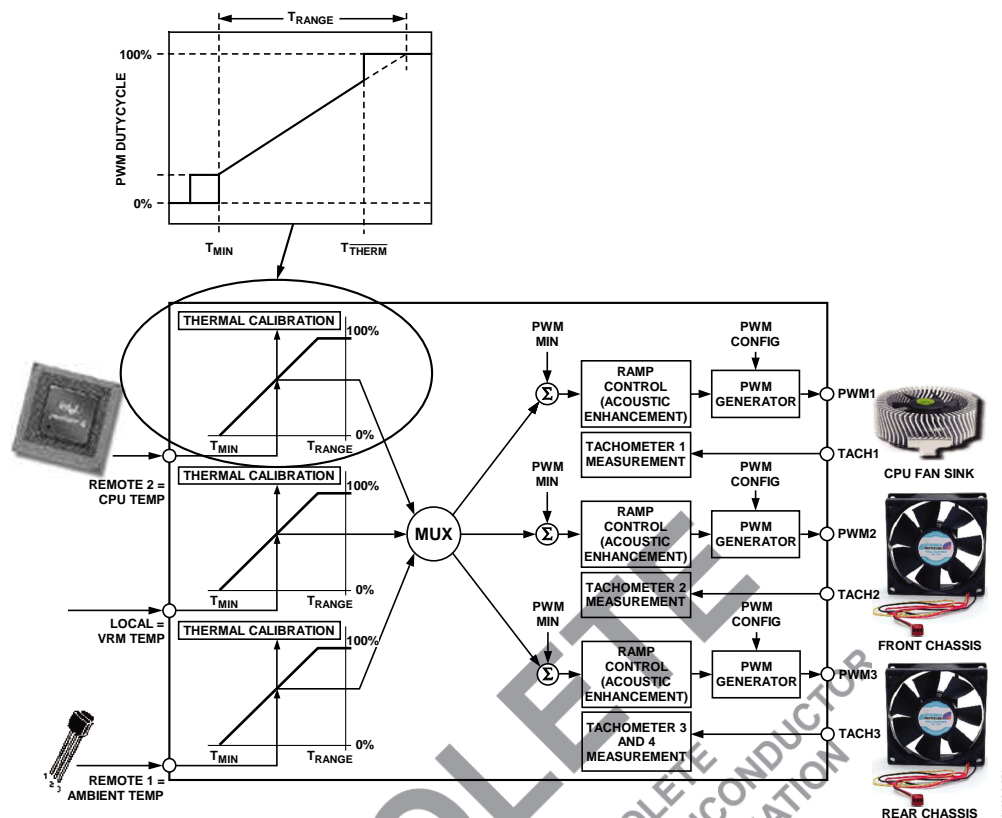 TRANGE
100%
PWM DUTYCYCLE
0%
TMIN
TTHERM
THERMAL CALIBRATION
100%
0%
TMIN
TRANGE
REMOTE 2 =
CPU TEMP
THERMAL CALIBRATION
100%
0%
TMIN
TRANGE
LOCAL =
VRM TEMP
THERMAL CALIBRATION
100%
0%
TMIN
TRANGE
REMOTE 1 =
AMBIENT TEMP
1
2
3
MUX
PWM
MIN
Σ
RAMP
CONTROL
(ACOUSTIC
ENHANCEMENT)
PWM
CONFIG
PWM
GENERATOR
PWM1
TACHOMETER 1
MEASUREMENT
TACH1
CPU FAN SINK
PWM
MIN
Σ
RAMP
CONTROL
(ACOUSTIC
ENHANCEMENT)
PWM
CONFIG
PWM
GENERATOR
PWM2
TACHOMETER 2
MEASUREMENT
TACH2
FRONT CHASSIS
PWM
MIN
Σ
RAMP
CONTROL
(ACOUSTIC
ENHANCEMENT)
PWM
CONFIG
PWM
GENERATOR
PWM3
TACHOMETER 3
AND 4
MEASUREMENT
TACH3
REAR CHASSIS